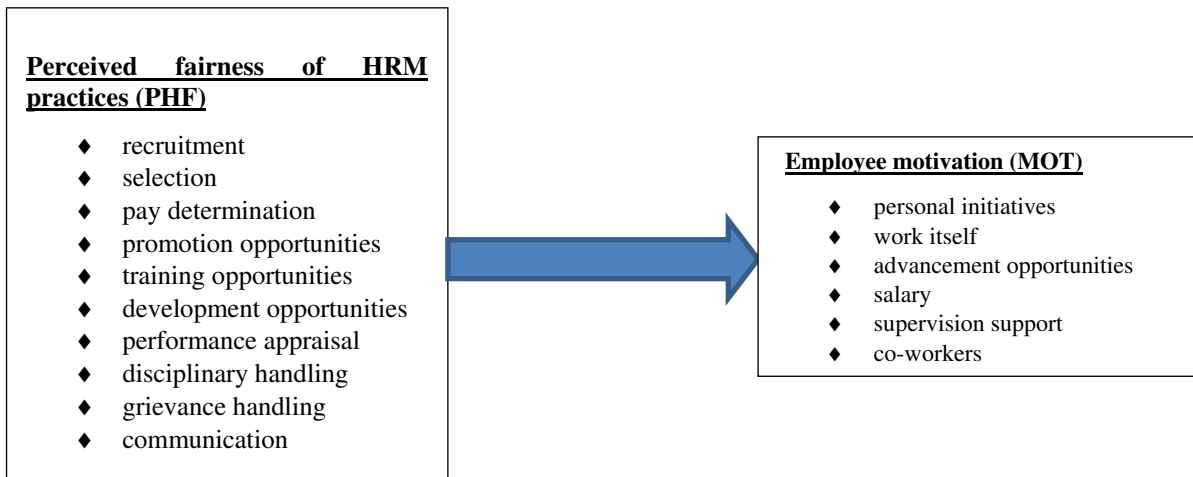 Perceived fairness of HRM
practices (PHF)
♦ recruitment
♦ selection
♦ pay determination
♦ promotion opportunities
♦ training opportunities
♦ development opportunities
♦ performance appraisal
♦ disciplinary handling
♦ grievance handling
♦ communication
Employee motivation (MOT)
♦ personal initiatives
♦ work itself
♦ advancement opportunities
♦ salary
♦ supervision support
♦ co-workers